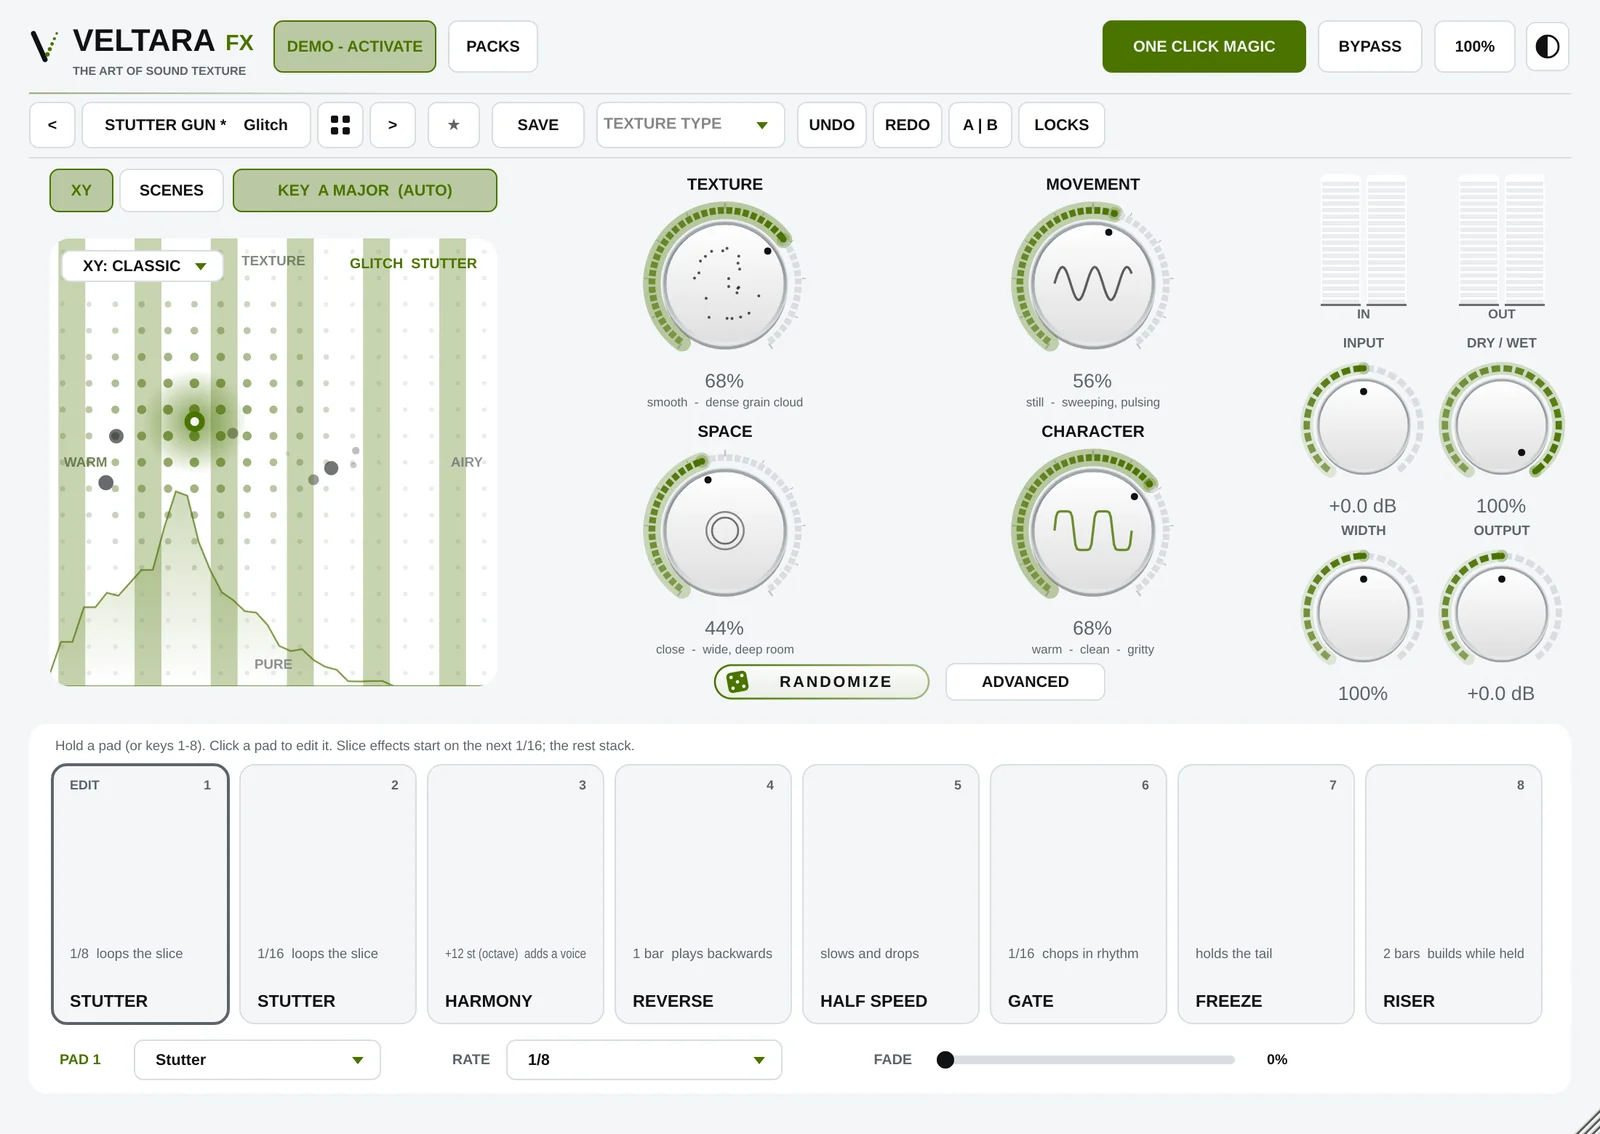 VELTARA FX
THE ART OF SOUND TEXTURE
DEMO - ACTIVATE
PACKS
ONE CLICK MAGIC
BYPASS
100%
<
STUTTER GUN * Glitch
>
★
SAVE
TEXTURE TYPE
UNDO
REDO
A | B
LOCKS
XY
SCENES
KEY A MAJOR (AUTO)
XY: CLASSIC
TEXTURE
GLITCH STUTTER
WARM
AIRY
PURE
TEXTURE
68%
smooth - dense grain cloud
MOVEMENT
56%
still - sweeping, pulsing
SPACE
44%
close - wide, deep room
CHARACTER
68%
warm - clean - gritty
RANDOMIZE
ADVANCED
IN
OUT
INPUT
DRY / WET
+0.0 dB
100%
WIDTH
OUTPUT
100%
+0.0 dB
Hold a pad (or keys 1-8). Click a pad to edit it. Slice effects start on the next 1/16; the rest stack.
EDIT 1
1/8 loops the slice
STUTTER
2
1/16 loops the slice
STUTTER
3
+12 st (octave) adds a voice
HARMONY
4
1 bar plays backwards
REVERSE
5
slows and drops
HALF SPEED
6
1/16 chops in rhythm
GATE
7
holds the tail
FREEZE
8
2 bars builds while held
RISER
PAD 1
Stutter
RATE
1/8
FADE
0%